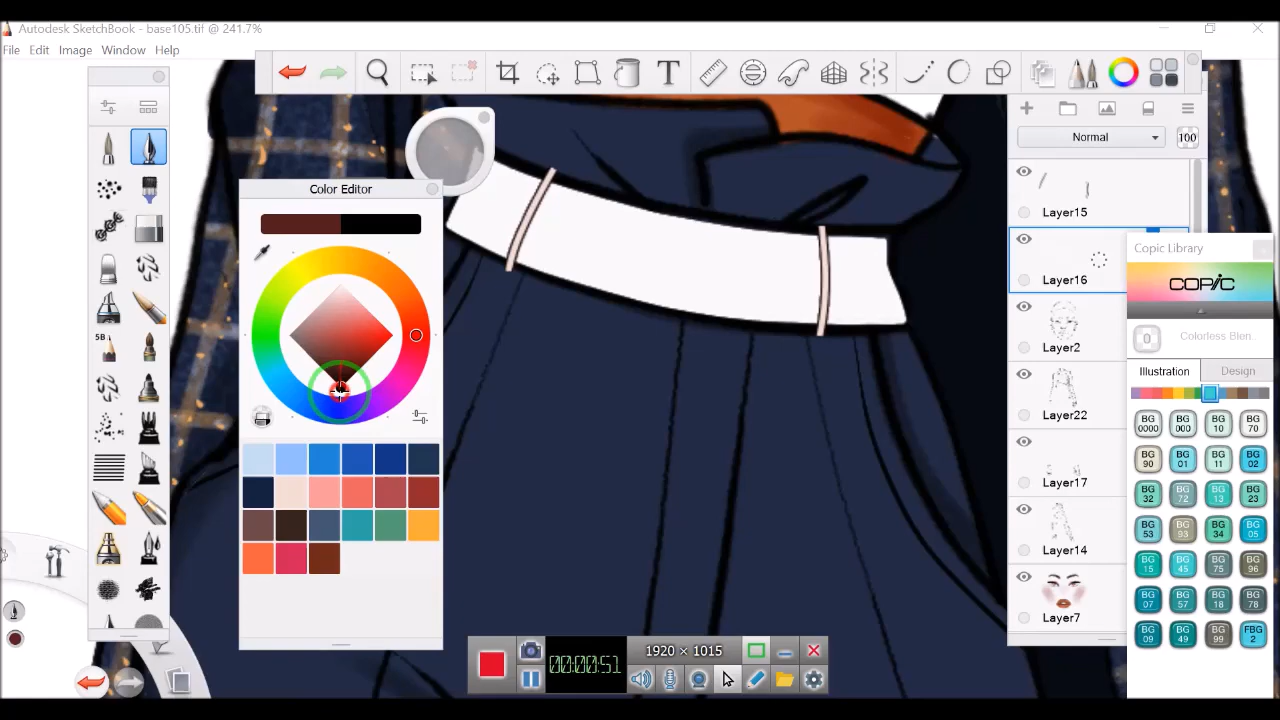 Autodesk SketchBook - base105.tif @ 241.7%
File Edit Image Window Help
T
Normal 100
Color Editor
Layer15
Layer16
Layer2
Layer22
Layer17
Layer14
Layer7
5B
Copic Library
COPIC
0 Colorless Blen
Illustration Design
BG 0000 BG 000 BG 10 BG 70
BG 90 BG 01 BG 11 BG 02
BG 32 BG 72 BG 13 BG 23
BG 53 BG 93 BG 34 BG 05
BG 15 BG 45 BG 75 BG 96
BG 07 BG 57 BG 18 BG 78
BG 09 BG 49 BG 99 FBG 2
00:00:51
1920 × 1015